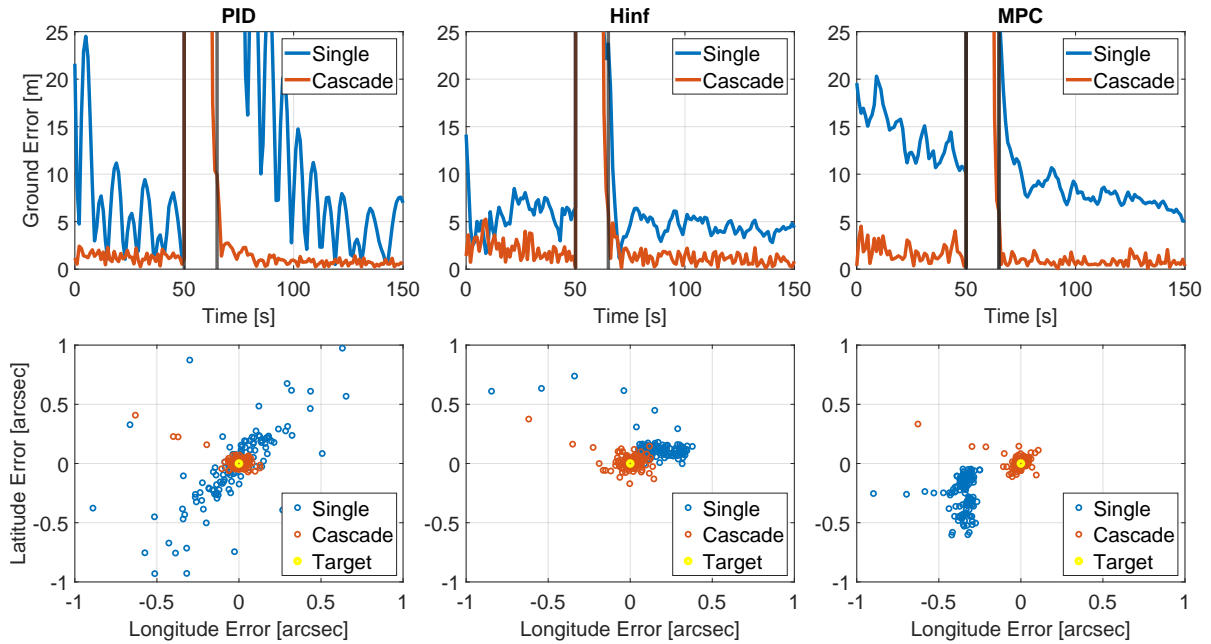 PID
Hinf
MPC
Ground Error [m]
25
20
15
10
5
0
Single
Cascade
0
50
100
150
Time [s]
25
20
15
10
5
0
Single
Cascade
0
50
100
150
Time [s]
25
20
15
10
5
0
Single
Cascade
0
50
100
150
Time [s]
Latitude Error [arcsec]
1
0.5
0
-0.5
-1
Single
Cascade
Target
-1
-0.5
0
0.5
1
Longitude Error [arcsec]
1
0.5
0
-0.5
-1
Single
Cascade
Target
-1
-0.5
0
0.5
1
Longitude Error [arcsec]
1
0.5
0
-0.5
-1
Single
Cascade
Target
-1
-0.5
0
0.5
1
Longitude Error [arcsec]